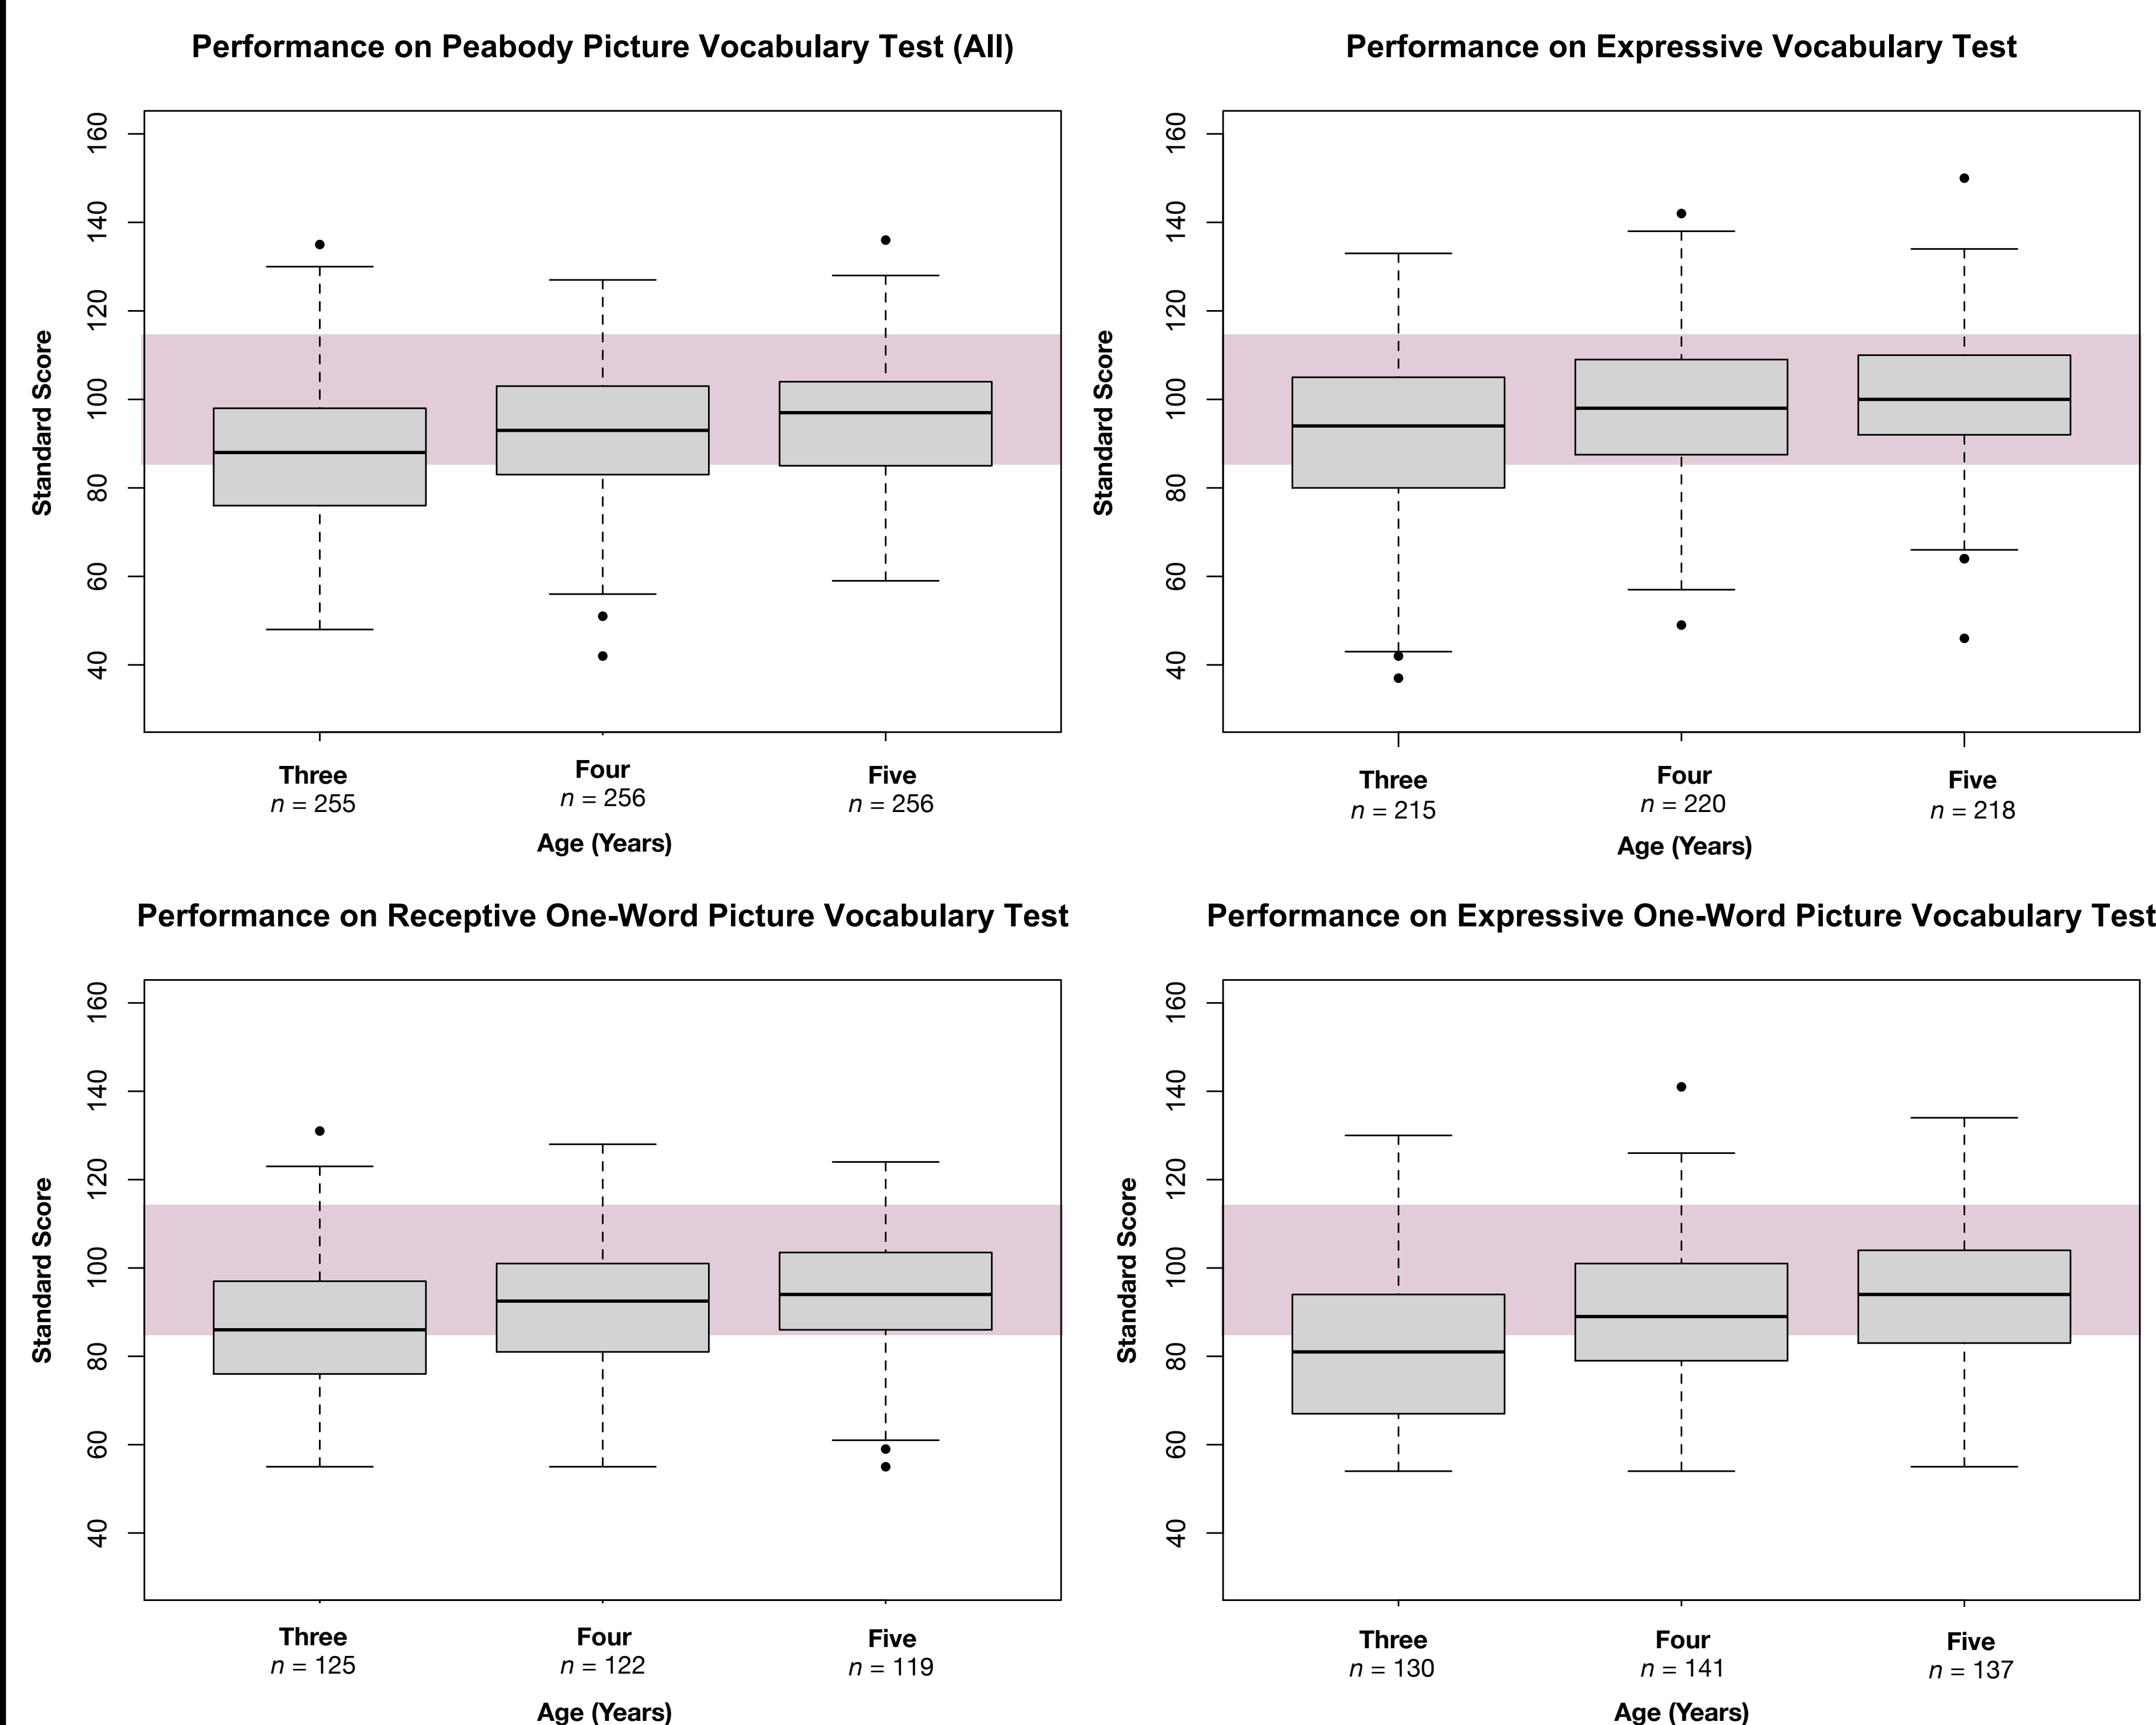 Performance on Peabody Picture Vocabulary Test (All)
160
140
120
100
80
60
40
Standard Score
Three
n = 255
Four
n = 256
Five
n = 256
Age (Years)
Performance on Expressive Vocabulary Test
160
140
120
100
80
60
40
Standard Score
Three
n = 215
Four
n = 220
Five
n = 218
Age (Years)
Performance on Receptive One-Word Picture Vocabulary Test
160
140
120
100
80
60
40
Standard Score
Three
n = 125
Four
n = 122
Five
n = 119
Age (Years)
Performance on Expressive One-Word Picture Vocabulary Test
160
140
120
100
80
60
40
Standard Score
Three
n = 130
Four
n = 141
Five
n = 137
Age (Years)